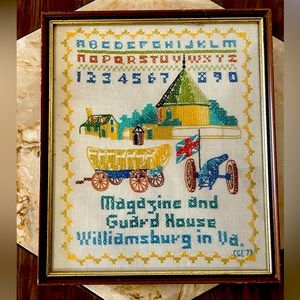 ABCDEFGHIJKLM
NOPQRSTUVWXYZ
1234567890
Magazine and
Guard House
Williamsburg in Va.